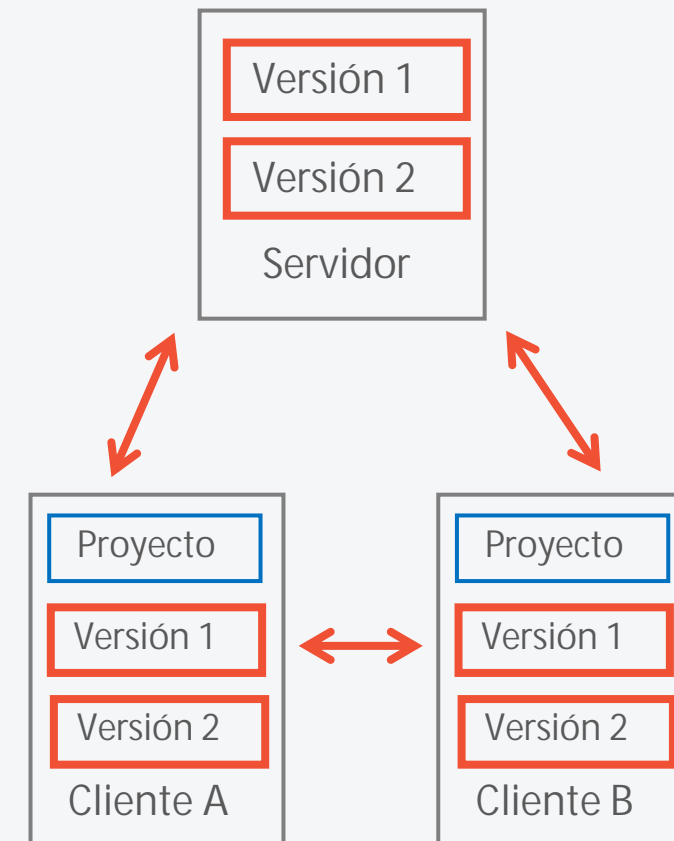 Versión 1
Versión 2
Servidor
Proyecto
Versión 1
Versión 2
Cliente A
Proyecto
Versión 1
Versión 2
Cliente B